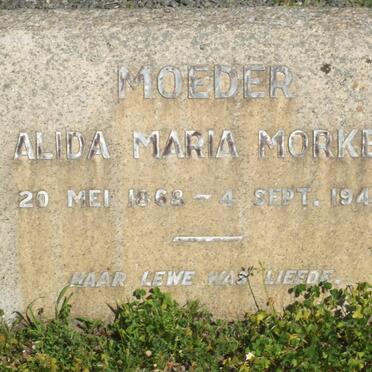 MOEDER
ALIDA MARIA MORKE
20 MEI 1868 – 4 SEPT. 194
HAAR LEWE WAS LIEFDE.